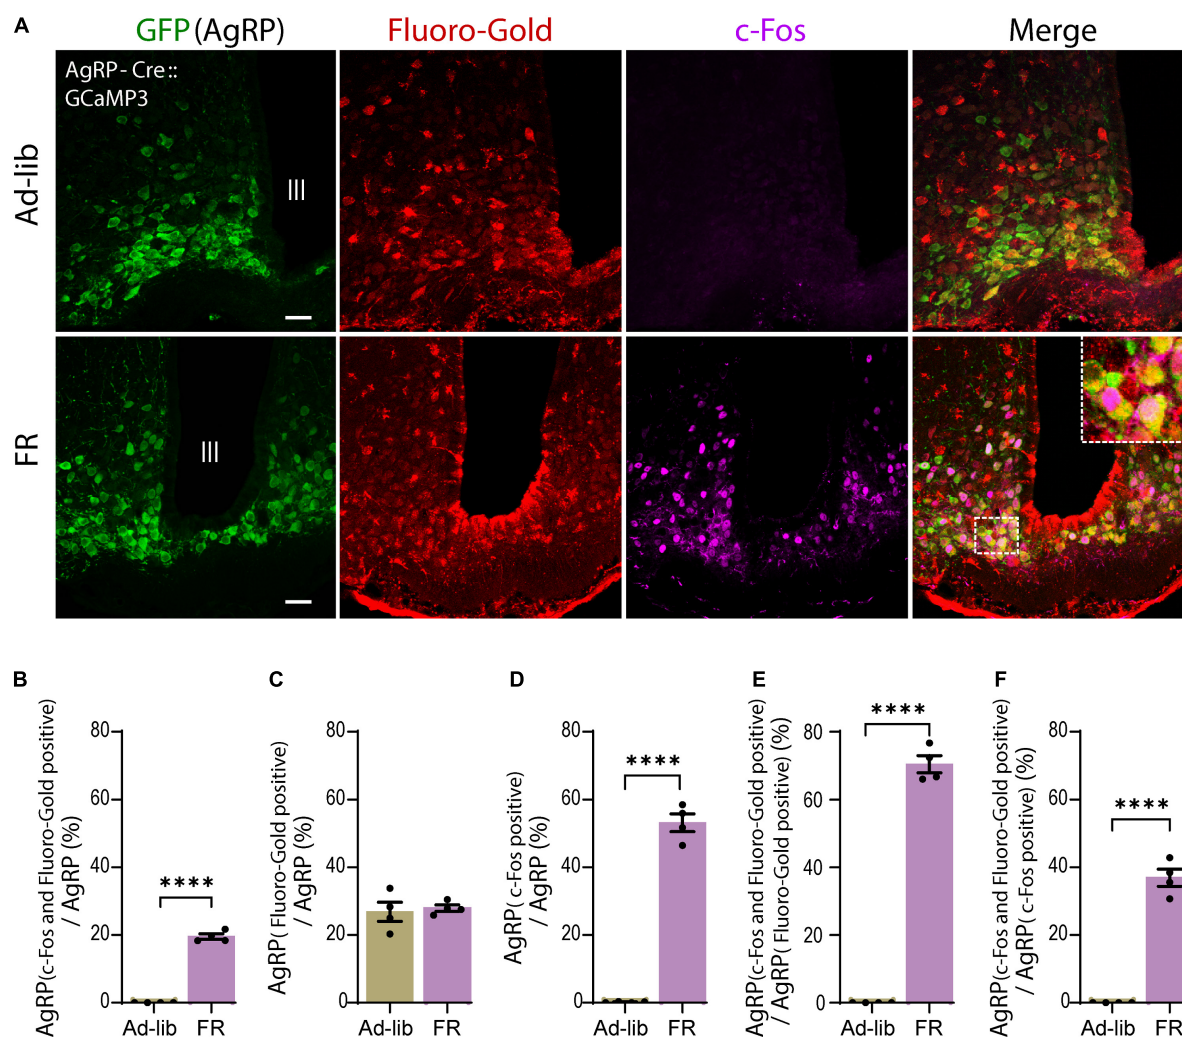 A
GFP (AgRP)
Fluoro-Gold
c-Fos
Merge
Ad-lib
AgRP - Cre ::
GCaMP3
III
FR
III
B
AgRP(c-Fos and Fluoro-Gold positive)
/ AgRP (%)
80
60
40
20
0
****
Ad-lib FR
C
AgRP( Fluoro-Gold positive)
/ AgRP (%)
80
60
40
20
0
Ad-lib FR
D
AgRP( c-Fos positive)
/ AgRP (%)
80
60
40
20
0
****
Ad-lib FR
E
AgRP(c-Fos and Fluoro-Gold positive)
/ AgRP( Fluoro-Gold positive) (%)
80
60
40
20
0
****
Ad-lib FR
F
AgRP(c-Fos and Fluoro-Gold positive)
/ AgRP( c-Fos positive) (%)
80
60
40
20
0
****
Ad-lib FR